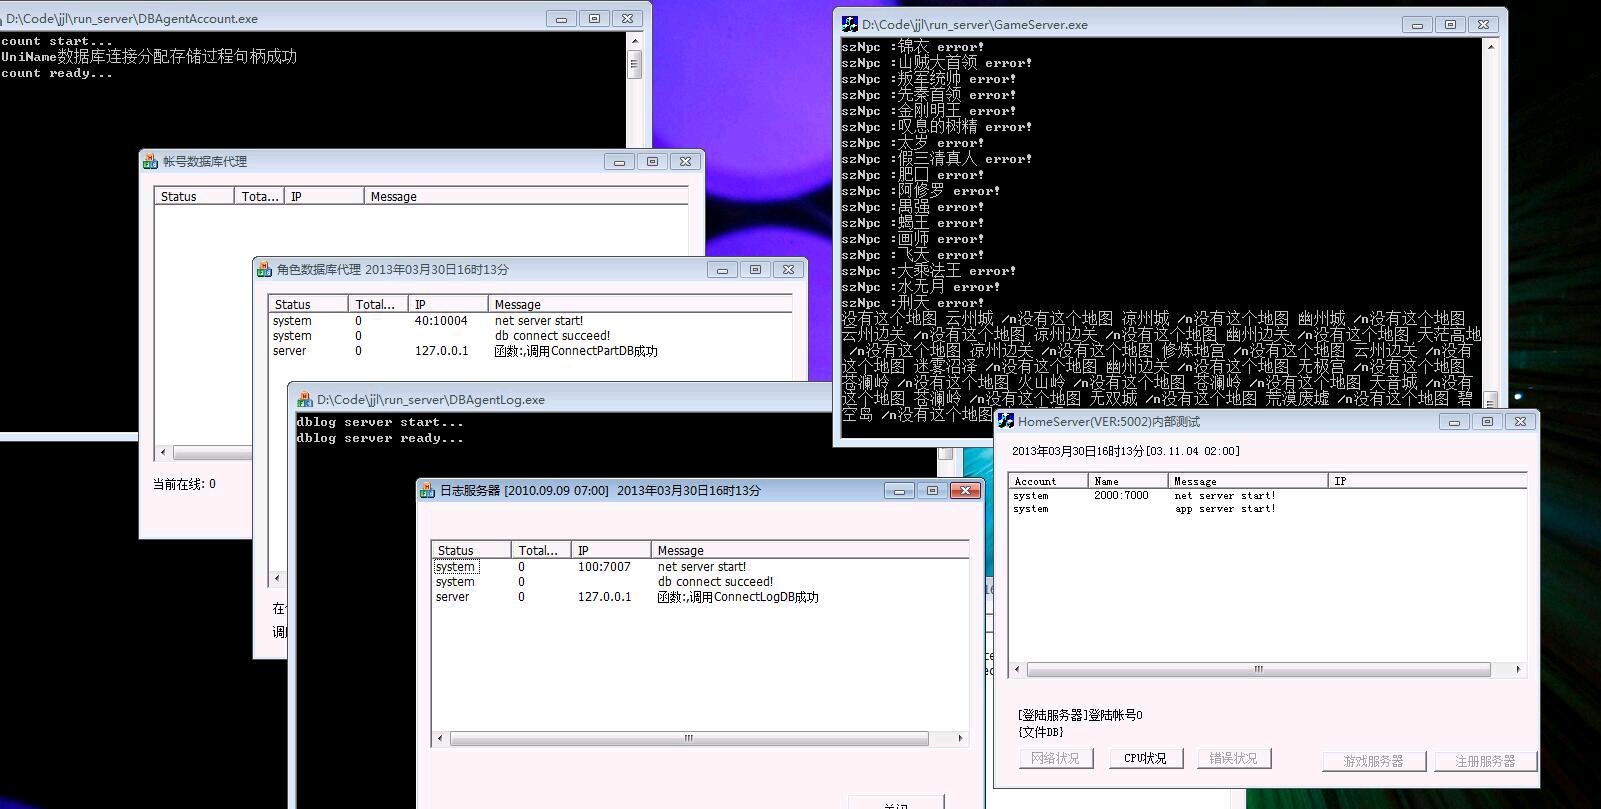 D:\Code\jjl\run_server\DBAgentAccount.exe
count start...
UniName数据库连接分配存储过程句柄成功
count ready...
帐号数据库代理
Status Tota... IP Message
当前在线: 0
角色数据库代理 2013年03月30日16时13分
Status Total... IP Message
system 0 40:10004 net server start!
system 0 db connect succeed!
server 0 127.0.0.1 函数:,调用ConnectPartDB成功
D:\Code\jjl\run_server\DBAgentLog.exe
dblog server start...
dblog server ready...
日志服务器 [2010.09.09 07:00] 2013年03月30日16时13分
Status Total... IP Message
system 0 100:7007 net server start!
system 0 db connect succeed!
server 0 127.0.0.1 函数:,调用ConnectLogDB成功
D:\Code\jjl\run_server\GameServer.exe
szNpc :锦衣 error!
szNpc :山贼大首领 error!
szNpc :叛军统帅 error!
szNpc :先秦首领 error!
szNpc :金刚明王 error!
szNpc :叹息的树精 error!
szNpc :太岁 error!
szNpc :假三清真人 error!
szNpc :肥囗 error!
szNpc :阿修罗 error!
szNpc :禺强 error!
szNpc :蝎王 error!
szNpc :画师 error!
szNpc :飞天 error!
szNpc :大乘法王 error!
szNpc :水无月 error!
szNpc :刑天 error!
没有这个地图 云州城 /n没有这个地图 凉州城 /n没有这个地图 幽州城 /n没有这个地图
云州边关 /n没有这个地图 凉州边关 /n没有这个地图 幽州边关 /n没有这个地图 天茫高地
/n没有这个地图 凉州边关 /n没有这个地图 修炼地宫 /n没有这个地图 云州边关 /n没有
这个地图 迷雾沼泽 /n没有这个地图 幽州边关 /n没有这个地图 无极宫 /n没有这个地图
苍澜岭 /n没有这个地图 火山岭 /n没有这个地图 苍澜岭 /n没有这个地图 天音城 /n没有
这个地图 苍澜岭 /n没有这个地图 无双城 /n没有这个地图 荒漠废墟 /n没有这个地图 碧
空岛 /n没有这个地图
HomeServer(VER:5002)内部测试
2013年03月30日16时13分[03.11.04 02:00]
Account Name Message IP
system 2000:7000 net server start!
system app server start!
[登陆服务器]登陆帐号0
{文件DB}
网络状况 CPU状况 错误状况 游戏服务器 注册服务器